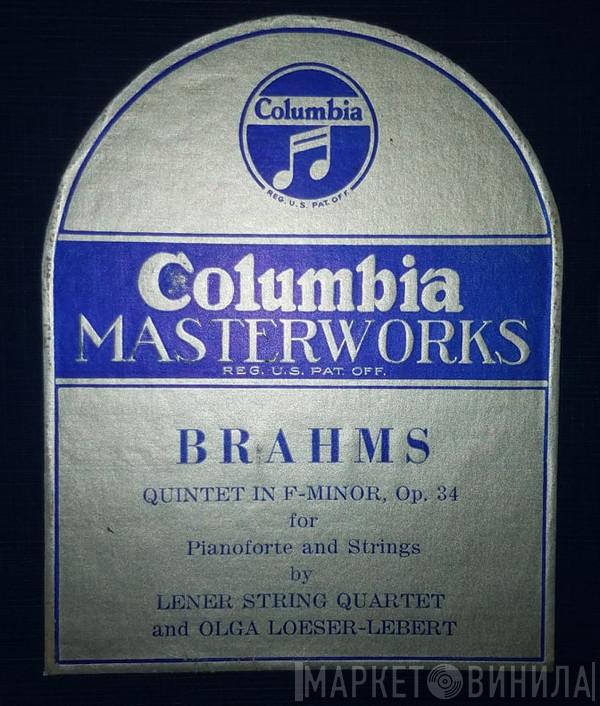 Columbia
REG. U.S. PAT. OFF.
Columbia
MASTERWORKS
REG. U.S. PAT. OFF.
BRAHMS
QUINTET IN F-MINOR, Op. 34
for
Pianoforte and Strings
by
LENER STRING QUARTET
and OLGA LOESER-LEBERT
МАРКЕТ ВИНИЛА